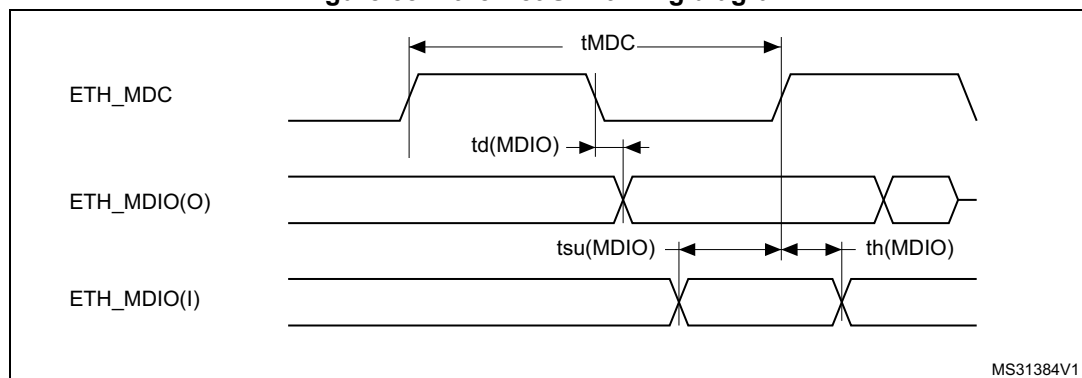 tMDC
ETH_MDC
td(MDIO)
ETH_MDIO(O)
tsu(MDIO) th(MDIO)
ETH_MDIO(I)
MS31384V1